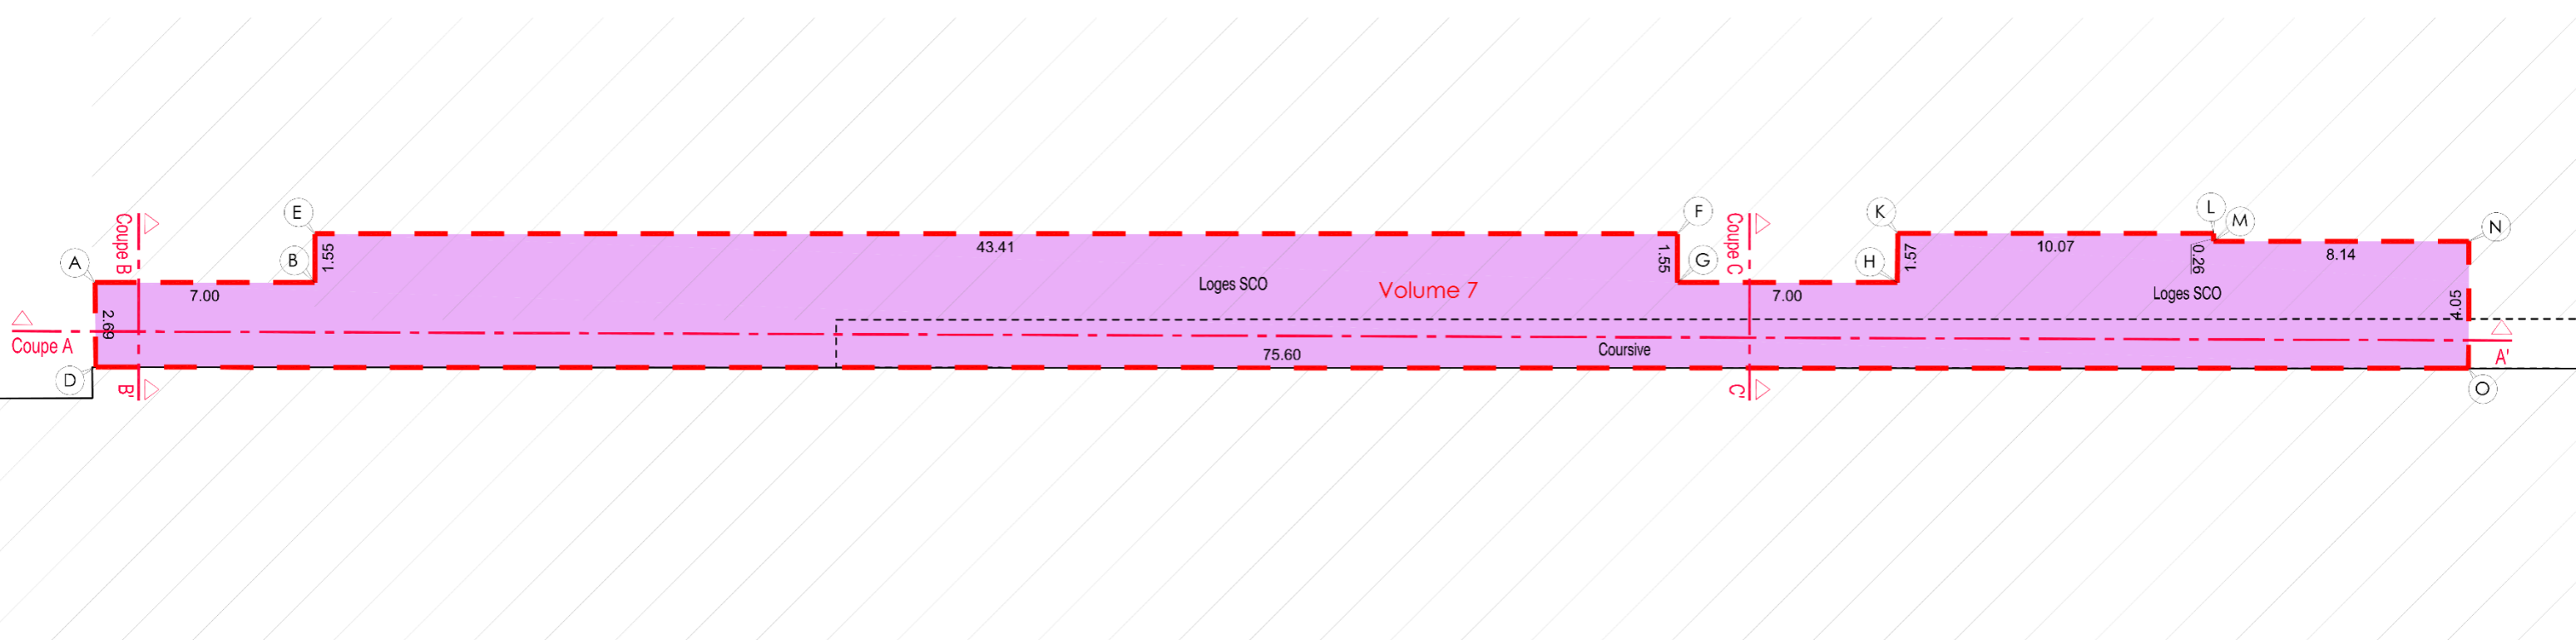 L
E
F
K
M
Coupe B
Coupe C
N
43.41
10.07
0.26
8.14
1.55
1.55
1.57
A
B
G
H
7.00
7.00
Loges SCO
Volume 7
Loges SCO
2.69
4.05
Coupe A
75.60
Coursive
A'
D
B'
C'
O